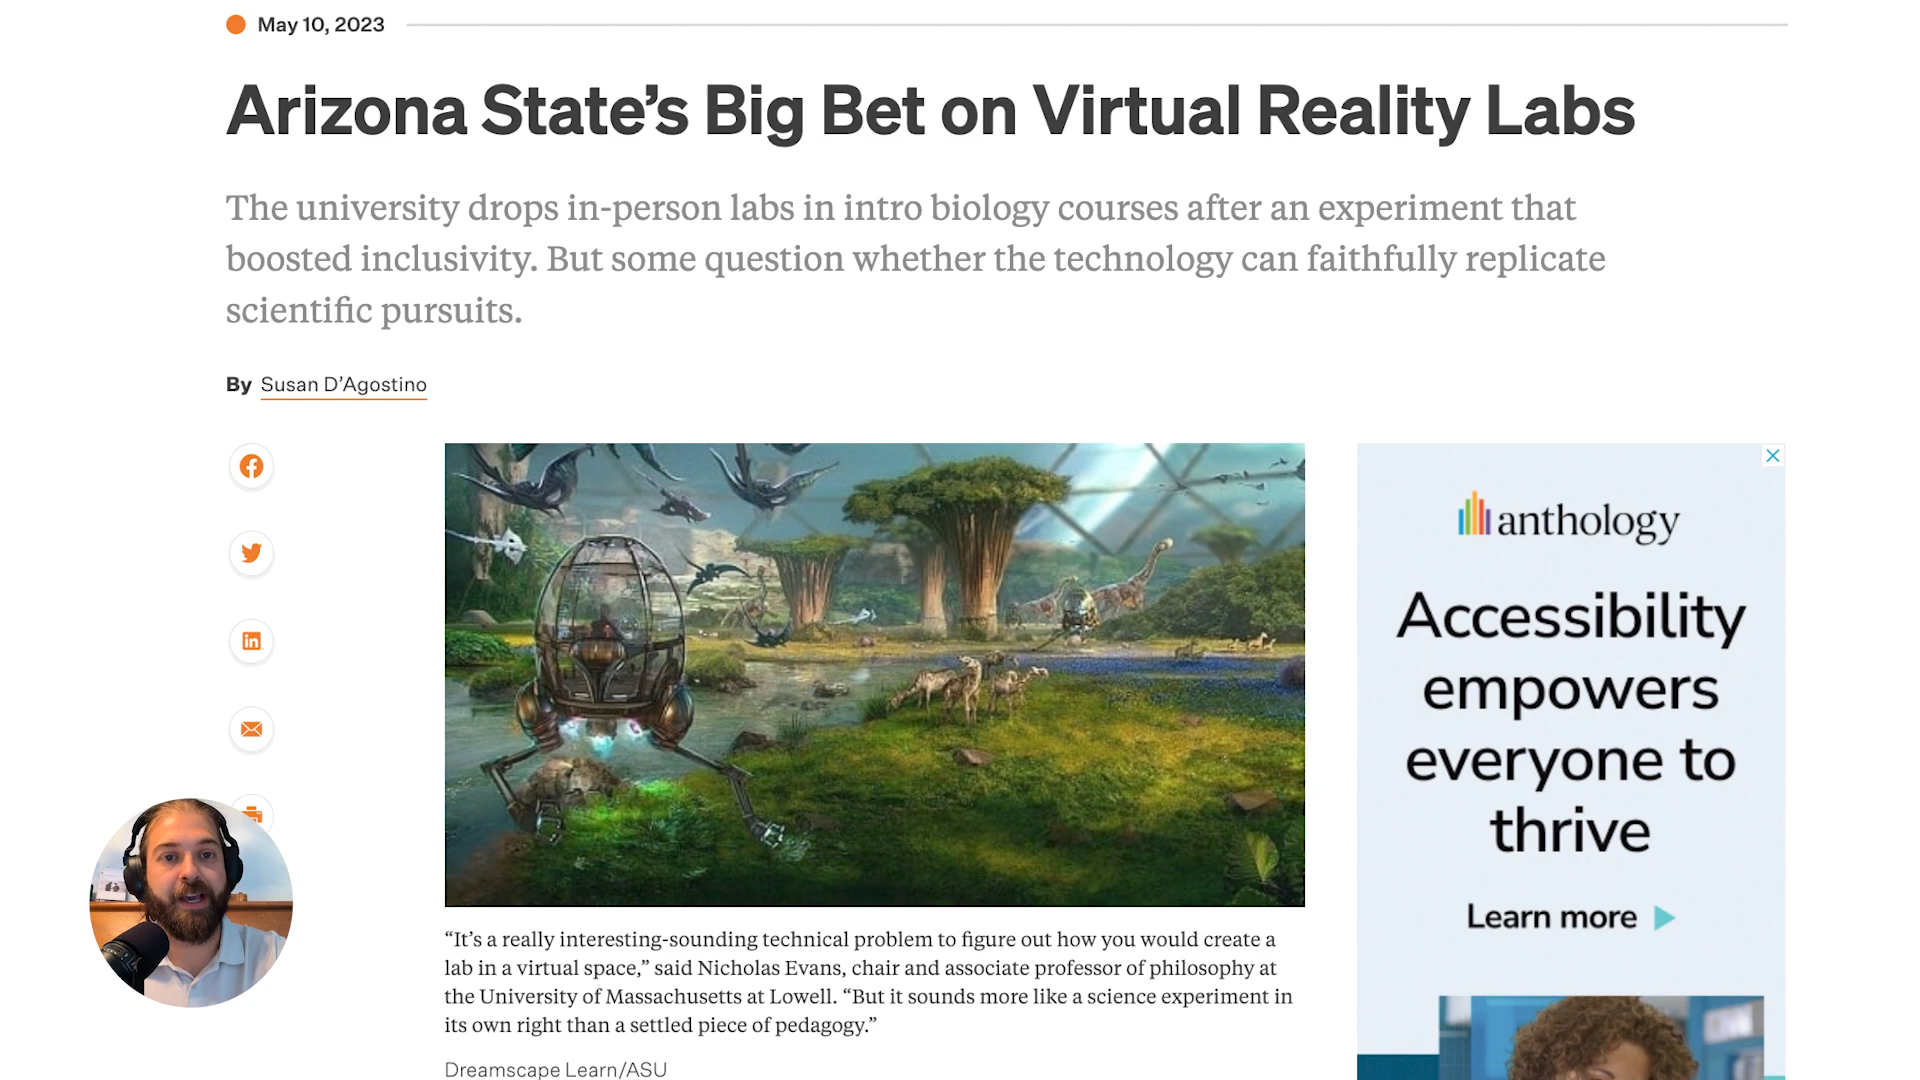 May 10, 2023
Arizona State’s Big Bet on Virtual Reality Labs
The university drops in-person labs in intro biology courses after an experiment that
boosted inclusivity. But some question whether the technology can faithfully replicate
scientific pursuits.
By Susan D’Agostino
“It’s a really interesting-sounding technical problem to figure out how you would create a
lab in a virtual space,” said Nicholas Evans, chair and associate professor of philosophy at
the University of Massachusetts at Lowell. “But it sounds more like a science experiment in
its own right than a settled piece of pedagogy.”
Dreamscape Learn/ASU
anthology
Accessibility
empowers
everyone to
thrive
Learn more